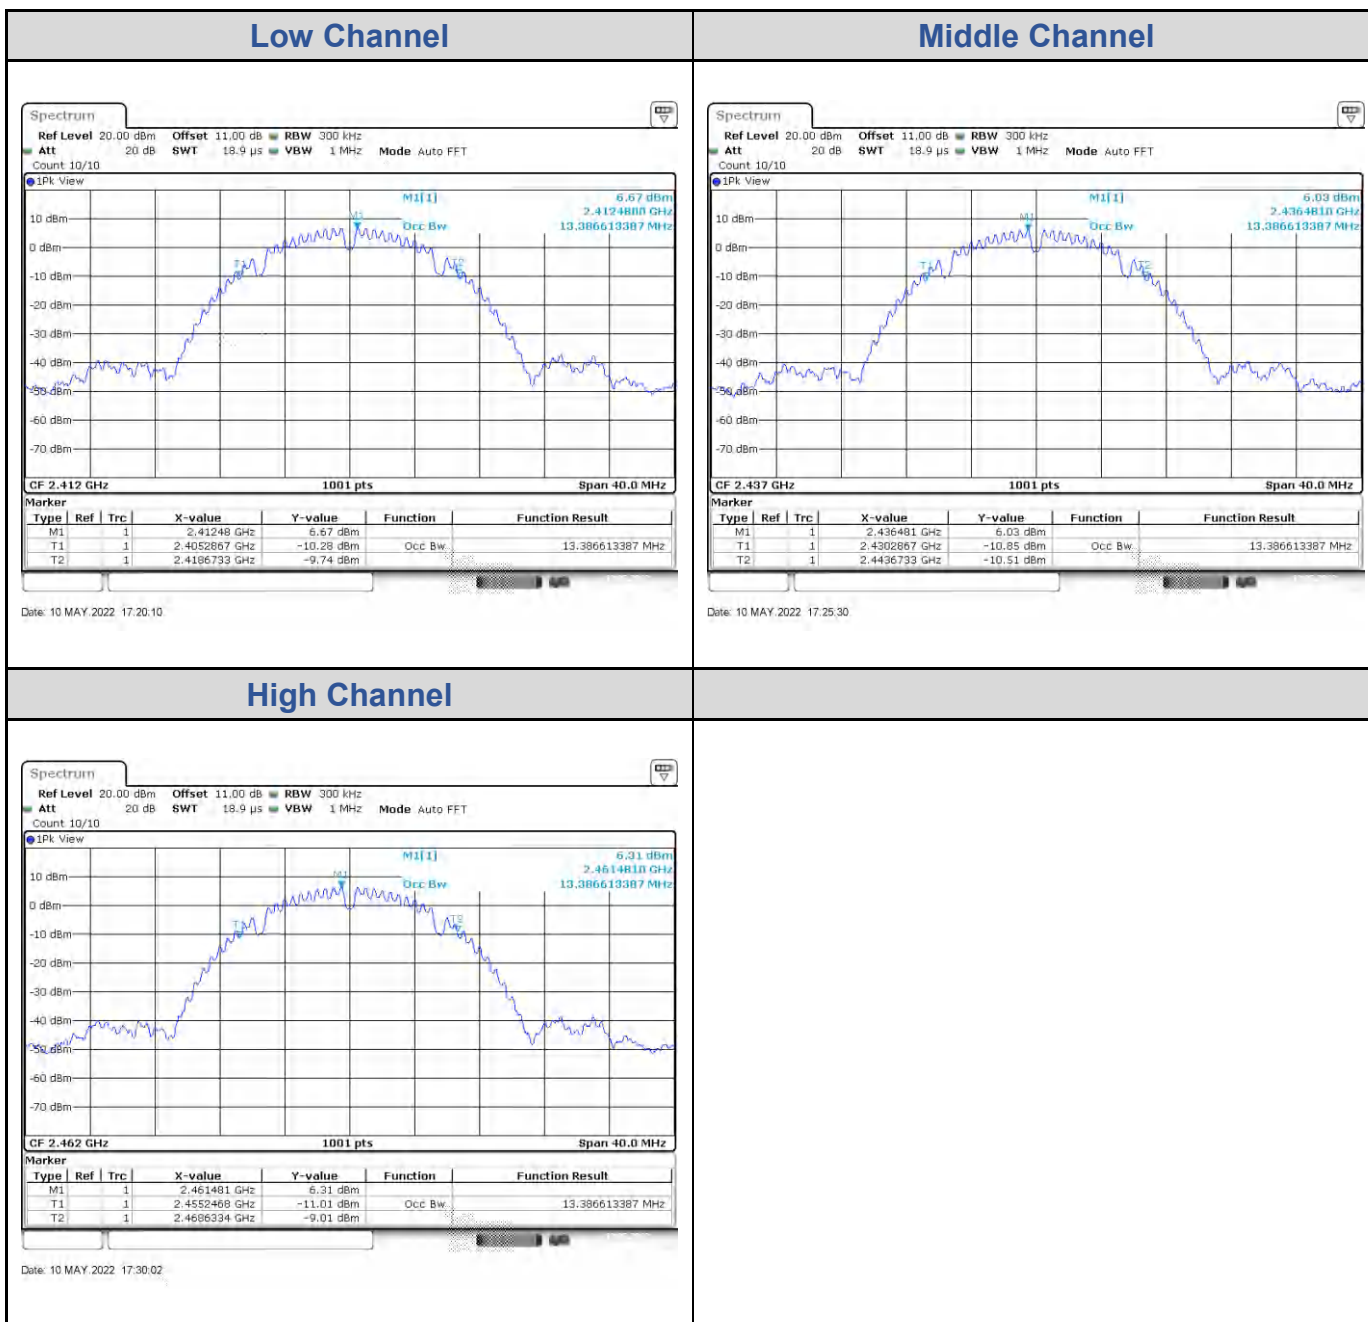 Low Channel
Middle Channel
Spectrum
Ref Level 20.00 dBm Offset 11.00 dB RBW 300 kHz
Att 20 dB SWT 18.9 µs VBW 1 MHz Mode Auto FFT
Count 10/10
1Pk View
M1[1] 6.67 dBm
2.4124800 GHz
Occ Bw 13.386613387 MHz
M1
T1
T2
10 dBm
0 dBm
-10 dBm
-20 dBm
-30 dBm
-40 dBm
-50 dBm
-60 dBm
-70 dBm
CF 2.412 GHz 1001 pts Span 40.0 MHz
Marker
Type Ref Trc X-value Y-value Function Function Result
M1 1 2.41248 GHz 6.67 dBm
T1 1 2.4052867 GHz -10.28 dBm Occ Bw 13.386613387 MHz
T2 1 2.4186733 GHz -9.74 dBm
Date: 10 MAY 2022 17:20:10
Spectrum
Ref Level 20.00 dBm Offset 11.00 dB RBW 300 kHz
Att 20 dB SWT 18.9 µs VBW 1 MHz Mode Auto FFT
Count 10/10
1Pk View
M1[1] 6.03 dBm
2.4364810 GHz
Occ Bw 13.386613387 MHz
M1
T1
T2
10 dBm
0 dBm
-10 dBm
-20 dBm
-30 dBm
-40 dBm
-50 dBm
-60 dBm
-70 dBm
CF 2.437 GHz 1001 pts Span 40.0 MHz
Marker
Type Ref Trc X-value Y-value Function Function Result
M1 1 2.436481 GHz 6.03 dBm
T1 1 2.4302867 GHz -10.85 dBm Occ Bw 13.386613387 MHz
T2 1 2.4436733 GHz -10.51 dBm
Date: 10 MAY 2022 17:25:30
High Channel
Spectrum
Ref Level 20.00 dBm Offset 11.00 dB RBW 300 kHz
Att 20 dB SWT 18.9 µs VBW 1 MHz Mode Auto FFT
Count 10/10
1Pk View
M1[1] 6.31 dBm
2.4614810 GHz
Occ Bw 13.386613387 MHz
M1
T1
T2
10 dBm
0 dBm
-10 dBm
-20 dBm
-30 dBm
-40 dBm
-50 dBm
-60 dBm
-70 dBm
CF 2.462 GHz 1001 pts Span 40.0 MHz
Marker
Type Ref Trc X-value Y-value Function Function Result
M1 1 2.461481 GHz 6.31 dBm
T1 1 2.4552468 GHz -11.01 dBm Occ Bw 13.386613387 MHz
T2 1 2.4686334 GHz -9.01 dBm
Date: 10 MAY 2022 17:30:02